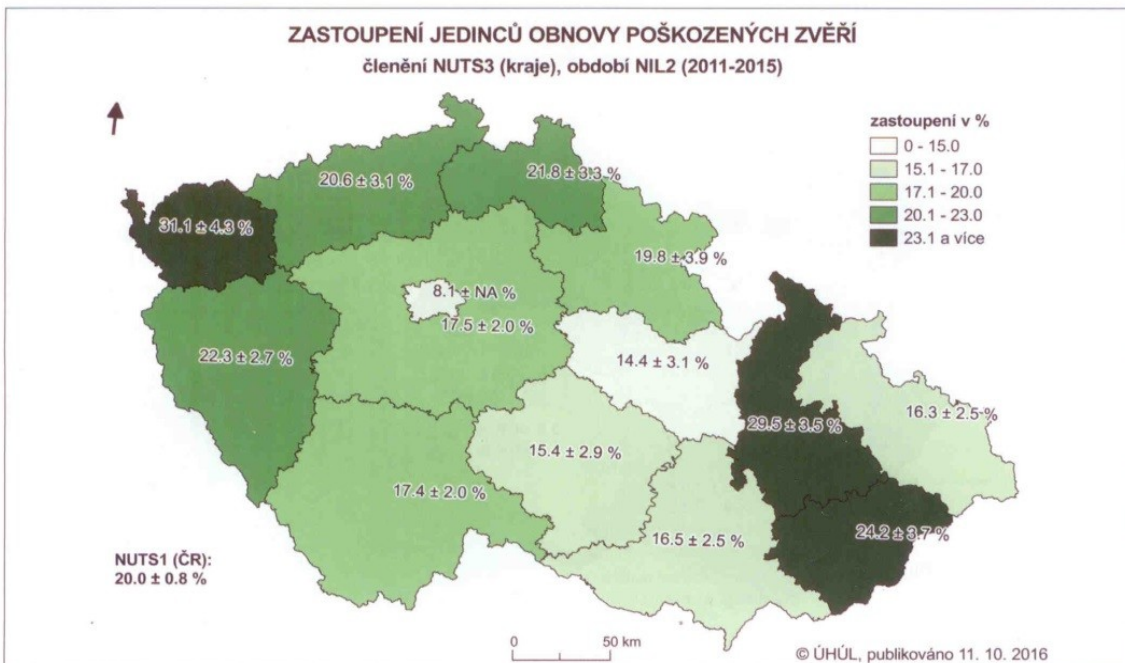 ZASTOUPENÍ JEDINCŮ OBNOVY POŠKOZENÝCH ZVĚŘÍ
členění NUTS3 (kraje), období NIL2 (2011-2015)
zastoupení v %
0 - 15.0
15.1 - 17.0
17.1 - 20.0
20.1 - 23.0
23.1 a více
20.6 ± 3.1 %
21.8 ± 3.3 %
31.1 ± 4.3 %
19.8 ± 3.9 %
8.1 ± NA %
17.5 ± 2.0 %
22.3 ± 2.7 %
14.4 ± 3.1 %
16.3 ± 2.5 %
29.5 ± 3.5 %
15.4 ± 2.9 %
17.4 ± 2.0 %
16.5 ± 2.5 %
24.2 ± 3.7 %
NUTS1 (ČR):
20.0 ± 0.8 %
0 50 km
© ÚHÚL, publikováno 11. 10. 2016